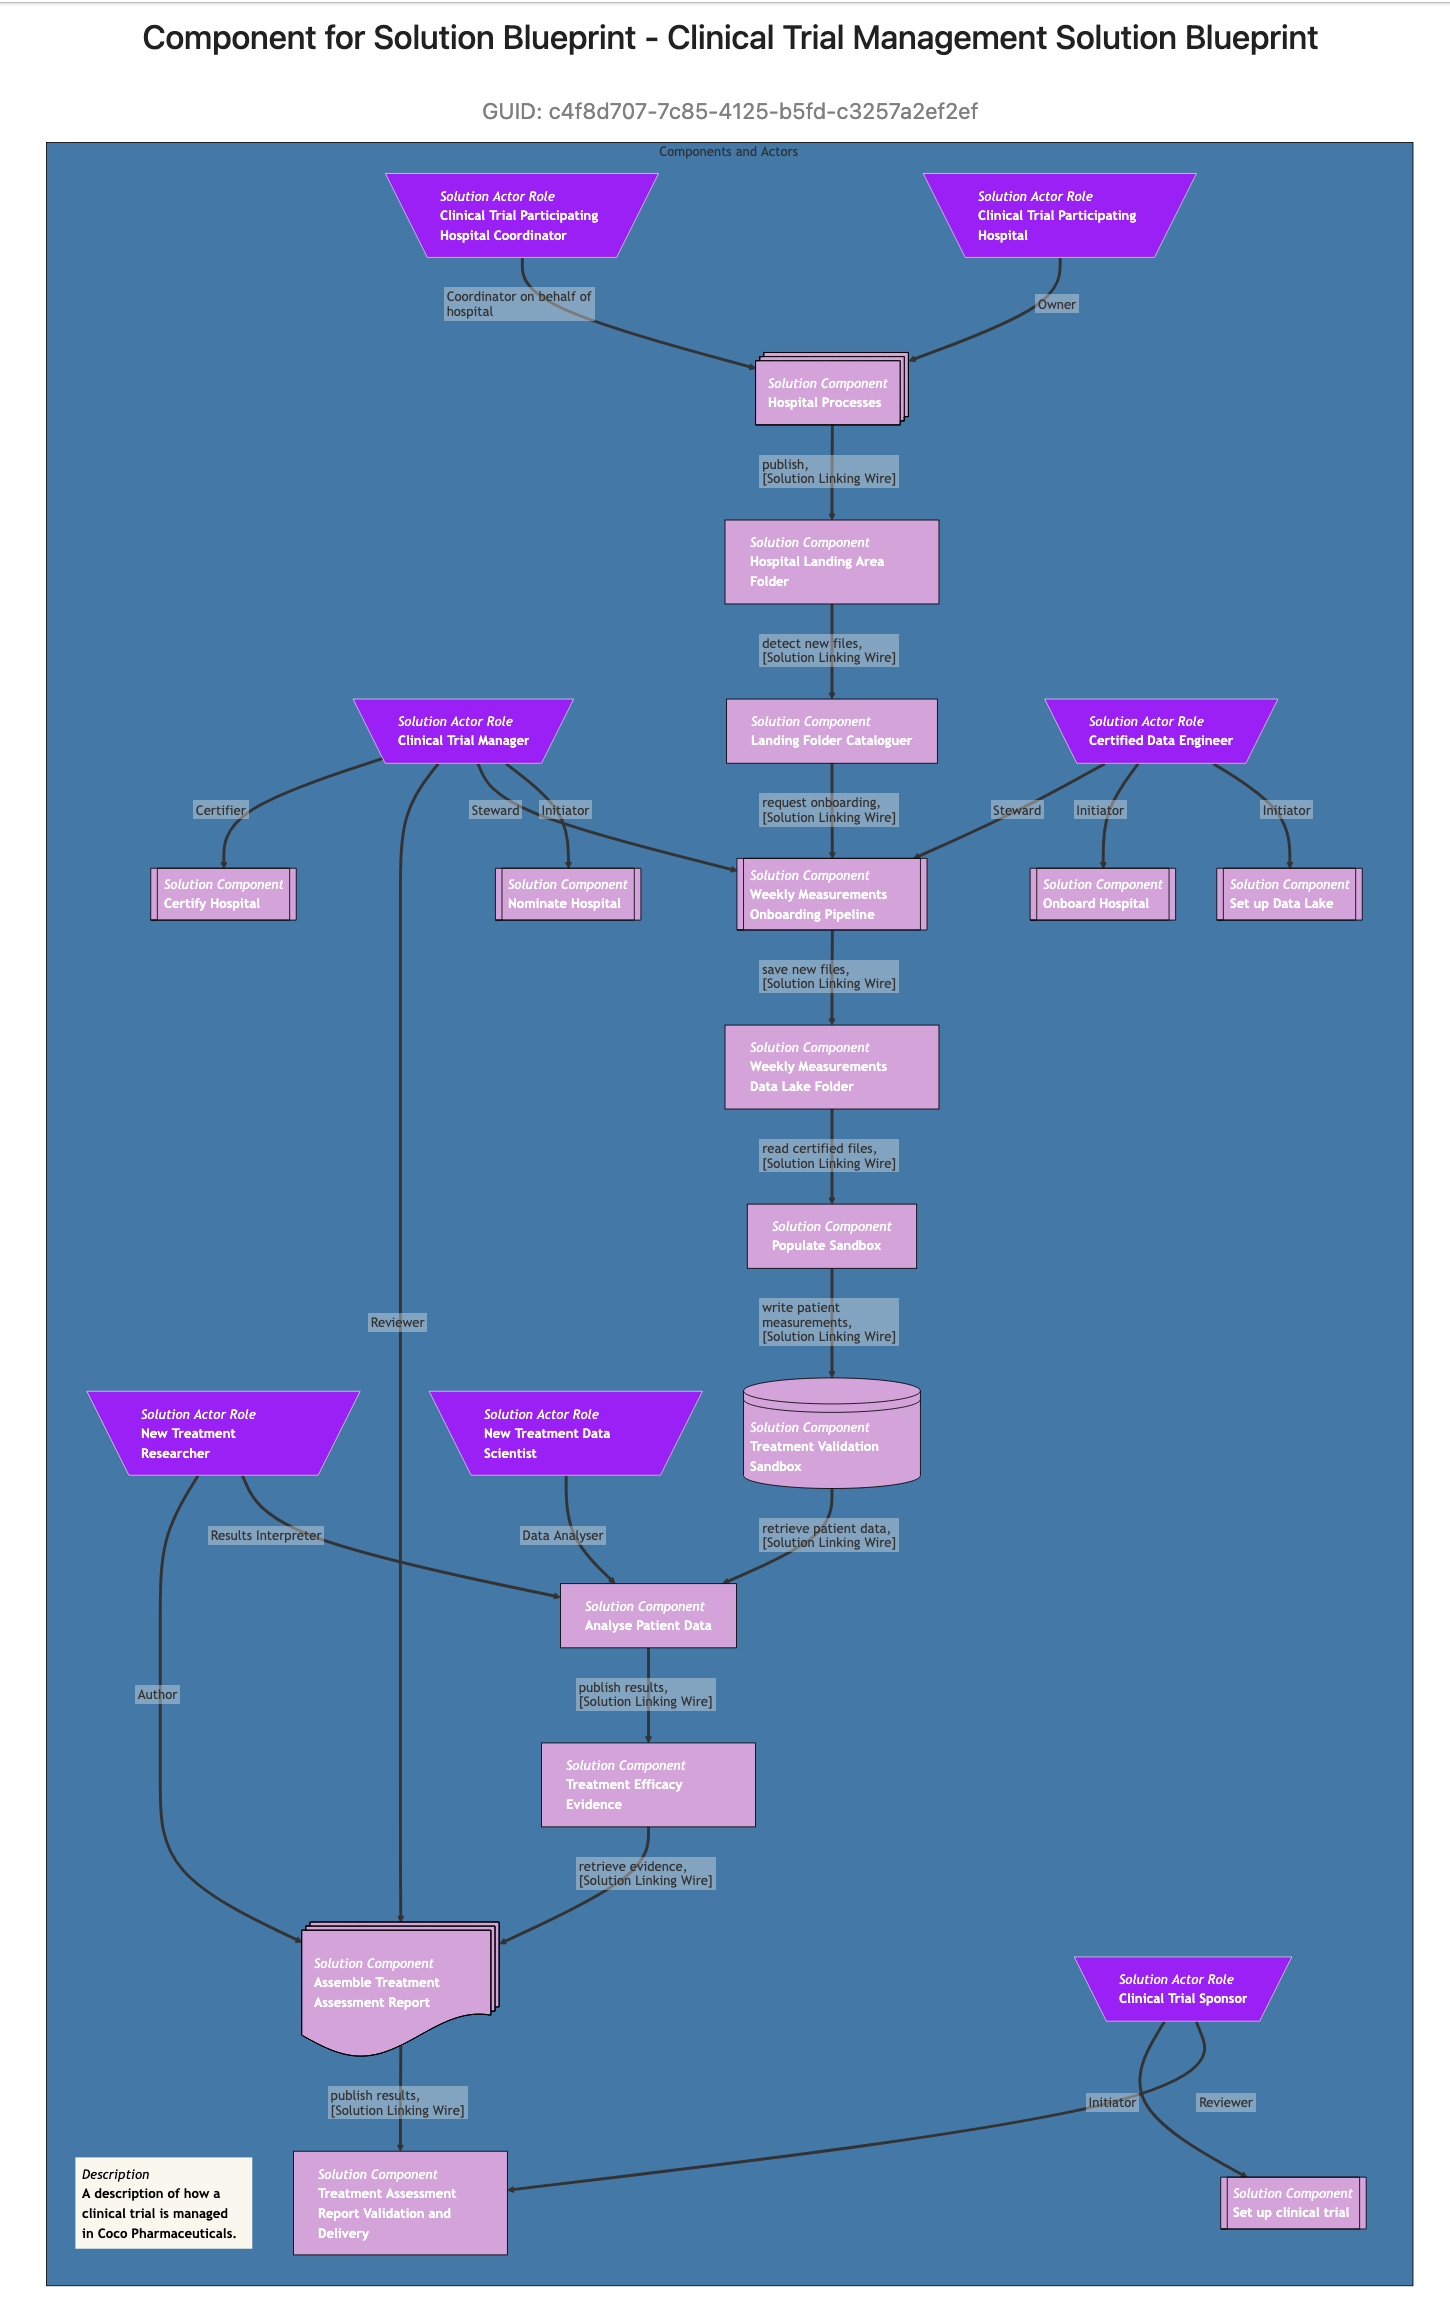 Component for Solution Blueprint - Clinical Trial Management Solution Blueprint
GUID: c4f8d707-7c85-4125-b5fd-c3257a2ef2ef
Components and Actors
Solution Actor Role
Clinical Trial Participating
Hospital Coordinator
Solution Actor Role
Clinical Trial Participating
Hospital
Coordinator on behalf of
hospital
Owner
Solution Component
Hospital Processes
publish,
[Solution Linking Wire]
Solution Component
Hospital Landing Area
Folder
detect new files,
[Solution Linking Wire]
Solution Actor Role
Clinical Trial Manager
Solution Component
Landing Folder Cataloguer
Solution Actor Role
Certified Data Engineer
Certifier
Steward
Initiator
request onboarding,
[Solution Linking Wire]
Steward
Initiator
Initiator
Solution Component
Certify Hospital
Solution Component
Nominate Hospital
Solution Component
Weekly Measurements
Onboarding Pipeline
Solution Component
Onboard Hospital
Solution Component
Set up Data Lake
save new files,
[Solution Linking Wire]
Solution Component
Weekly Measurements
Data Lake Folder
read certified files,
[Solution Linking Wire]
Solution Component
Populate Sandbox
Reviewer
write patient
measurements,
[Solution Linking Wire]
Solution Actor Role
New Treatment
Researcher
Solution Actor Role
New Treatment Data
Scientist
Solution Component
Treatment Validation
Sandbox
Results Interpreter
Data Analyser
retrieve patient data,
[Solution Linking Wire]
Solution Component
Analyse Patient Data
Author
publish results,
[Solution Linking Wire]
Solution Component
Treatment Efficacy
Evidence
retrieve evidence,
[Solution Linking Wire]
Solution Component
Assemble Treatment
Assessment Report
Solution Actor Role
Clinical Trial Sponsor
publish results,
[Solution Linking Wire]
Initiator
Reviewer
Description
A description of how a
clinical trial is managed
in Coco Pharmaceuticals.
Solution Component
Treatment Assessment
Report Validation and
Delivery
Solution Component
Set up clinical trial